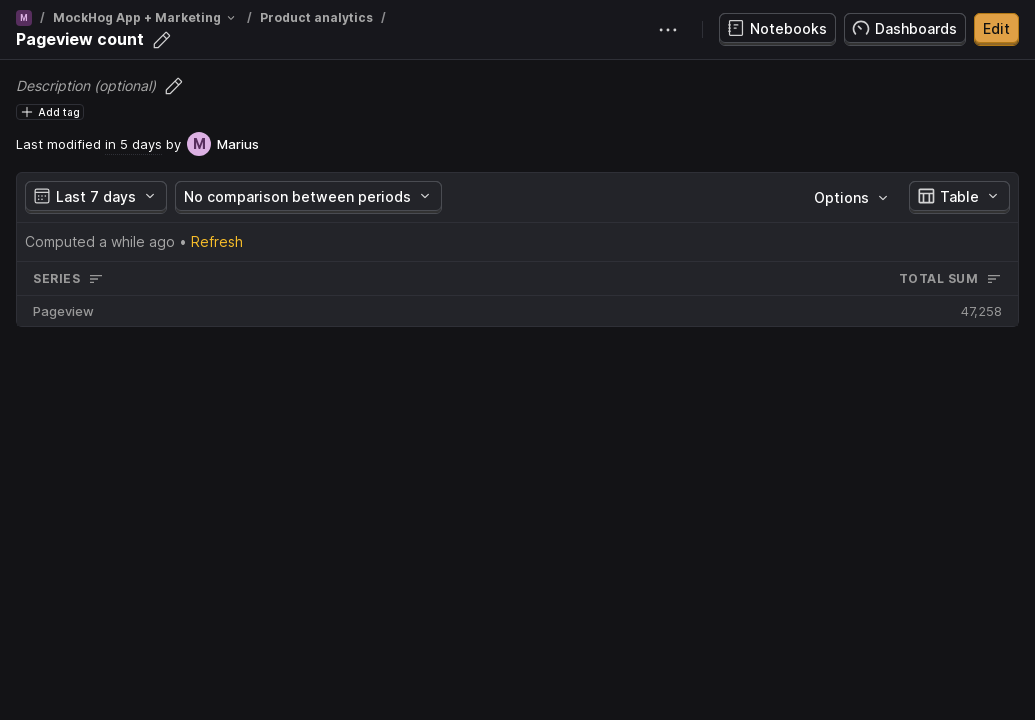 M / MockHog App + Marketing / Product analytics /
Pageview count
Notebooks
Dashboards
Edit
Description (optional)
Add tag
Last modified in 5 days by M Marius
Last 7 days
No comparison between periods
Options
Table
Computed a while ago • Refresh
SERIES
TOTAL SUM
Pageview
47,258